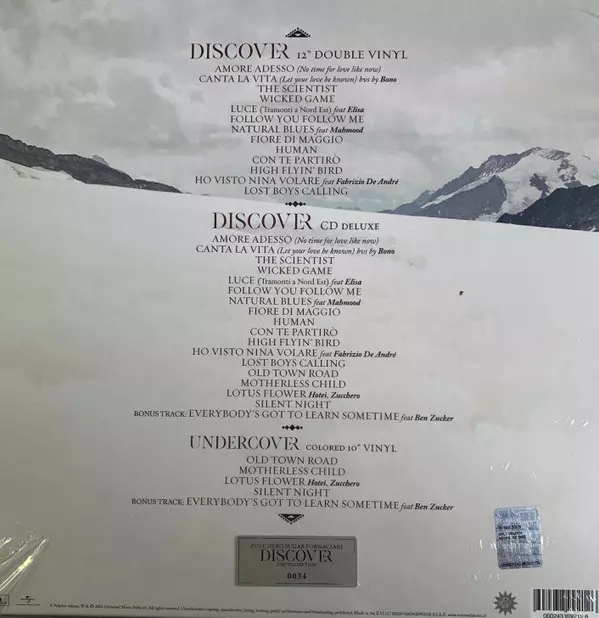 DISCOVER 12" DOUBLE VINYL
AMORE ADESSO (No time for love like now)
CANTA LA VITA (Let your love be known) bvs by Bono
THE SCIENTIST
WICKED GAME
LUCE (Tramonti a Nord Est) feat Elisa
FOLLOW YOU FOLLOW ME
NATURAL BLUES feat Mahmood
FIORE DI MAGGIO
HUMAN
CON TE PARTIRÒ
HIGH FLYIN' BIRD
HO VISTO NINA VOLARE feat Fabrizio De André
LOST BOYS CALLING
DISCOVER CD DELUXE
AMORE ADESSO (No time for love like now)
CANTA LA VITA (Let your love be known) bvs by Bono
THE SCIENTIST
WICKED GAME
LUCE (Tramonti a Nord Est) feat Elisa
FOLLOW YOU FOLLOW ME
NATURAL BLUES feat Mahmood
FIORE DI MAGGIO
HUMAN
CON TE PARTIRÒ
HIGH FLYIN' BIRD
HO VISTO NINA VOLARE feat Fabrizio De André
LOST BOYS CALLING
OLD TOWN ROAD
MOTHERLESS CHILD
LOTUS FLOWER Hotei, Zucchero
SILENT NIGHT
BONUS TRACK: EVERYBODY'S GOT TO LEARN SOMETIME feat Ben Zucker
UNDERCOVER COLORED 10" VINYL
OLD TOWN ROAD
MOTHERLESS CHILD
LOTUS FLOWER Hotei, Zucchero
SILENT NIGHT
BONUS TRACK: EVERYBODY'S GOT TO LEARN SOMETIME feat Ben Zucker
ZUCCHERO SUGAR FORNACIARI
DISCOVER
LIMITED EDITION
0034